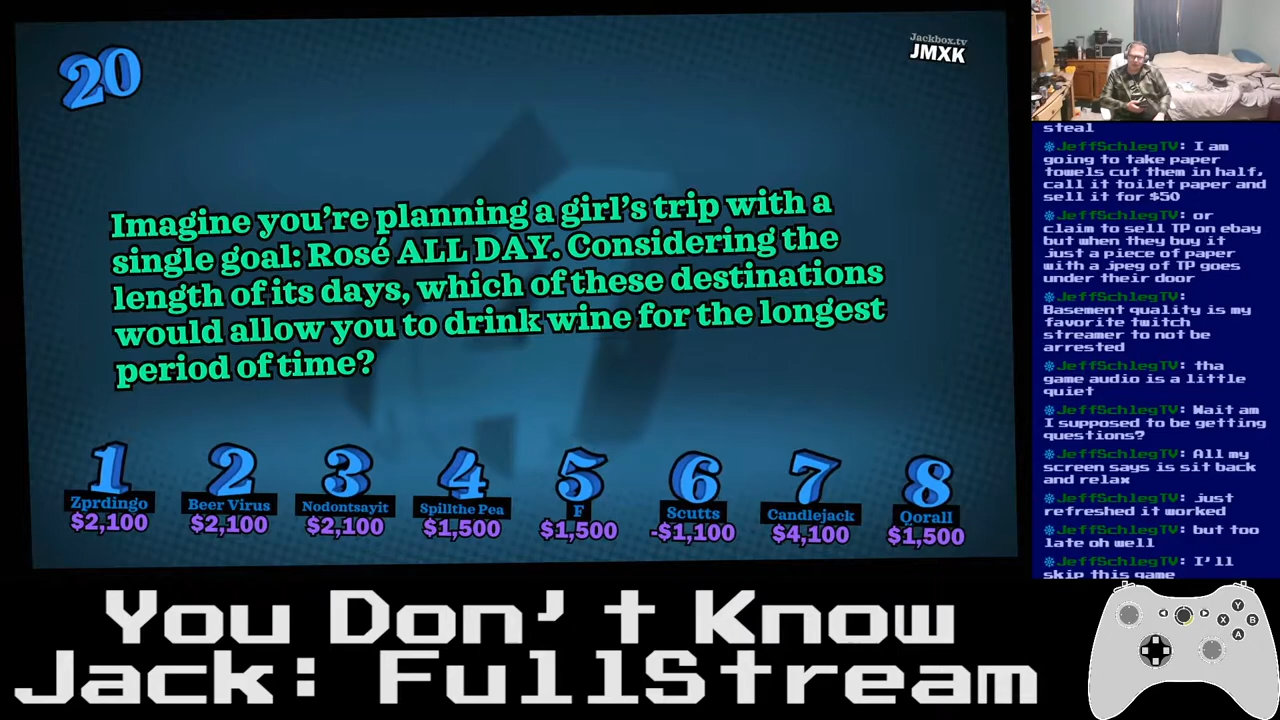 20
Jackbox.tv
JMXK
Imagine you're planning a girl's trip with a
single goal: Rosé ALL DAY. Considering the
length of its days, which of these destinations
would allow you to drink wine for the longest
period of time?
1
Zprdingo
$2,100
2
Beer Virus
$2,100
3
Nodontsayit
$2,100
4
Spillthe Pea
$1,500
5
F
$1,500
6
Scutts
-$1,100
7
Candlejack
$4,100
8
Qorall
$1,500
steal
JeffSchlegTV: I am
going to take paper
towels cut them in half,
call it toilet paper and
sell it for $50
JeffSchlegTV: or
claim to sell TP on ebay
but when they buy it
just a piece of paper
with a jpeg of TP goes
under their door
JeffSchlegTV:
Basement quality is my
favorite twitch
streamer to not be
arrested
JeffSchlegTV: tha
game audio is a little
quiet
JeffSchlegTV: Wait am
I supposed to be getting
questions?
JeffSchlegTV: All my
screen says is sit back
and relax
JeffSchlegTV: just
refreshed it worked
JeffSchlegTV: but too
late oh well
JeffSchlegTV: I'll
skip this game
You Don't Know
Jack: FullStream
Y
X
B
A